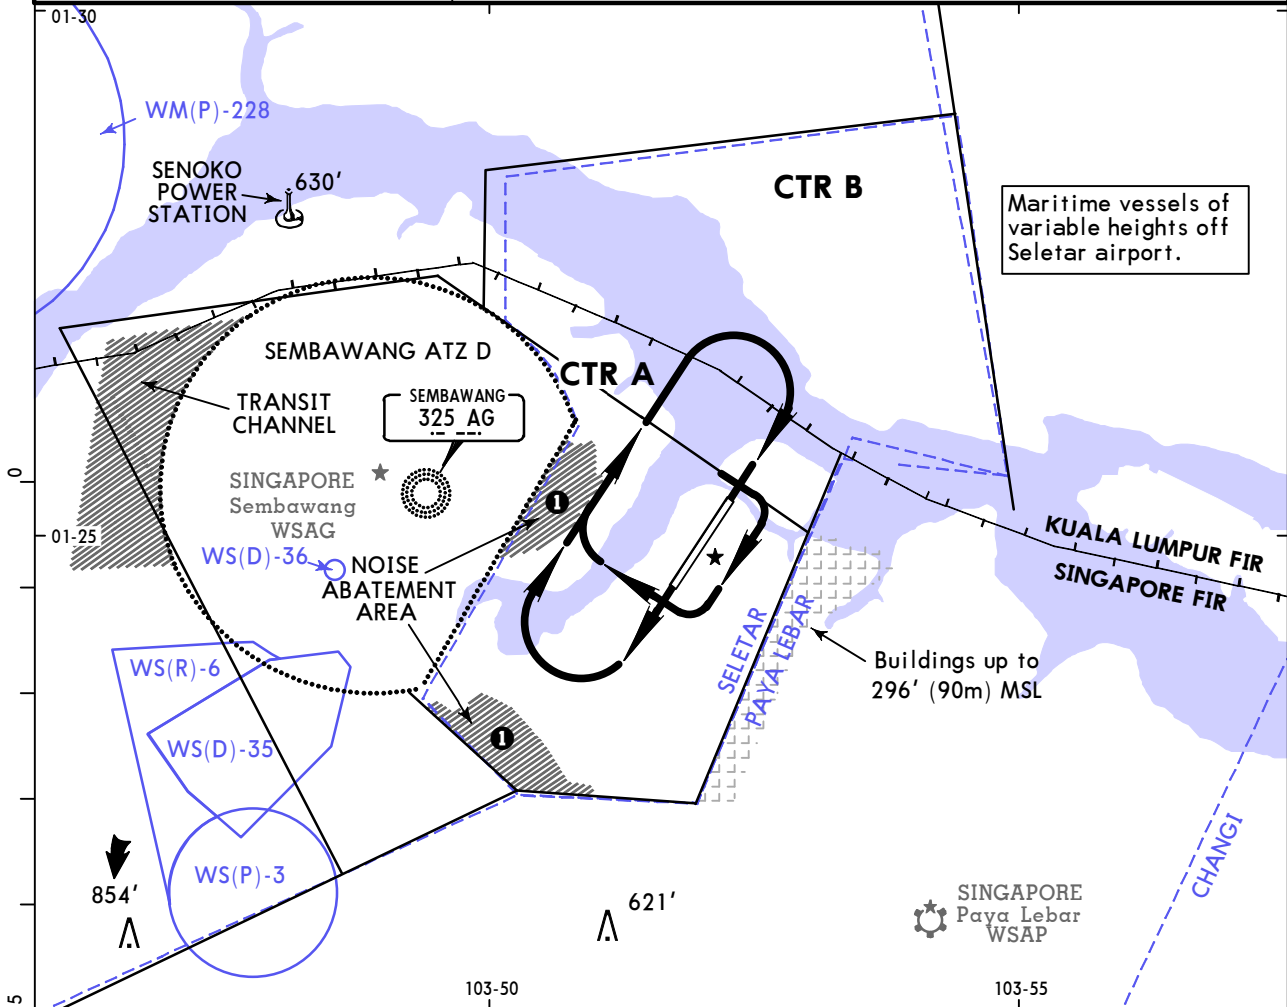 01-30
WM(P)-228
SENOKO
POWER
STATION
630'
CTR B
Maritime vessels of
variable heights off
Seletar airport.
SEMBAWANG ATZ D
CTR A
TRANSIT
CHANNEL
SEMBAWANG
325 AG
SINGAPORE
Sembawang
WSAG
0
01-25
WS(D)-36
NOISE
ABATEMENT
AREA
1
KUALA LUMPUR FIR
SINGAPORE FIR
SELETAR
PAYA LEBAR
Buildings up to
296' (90m) MSL
WS(R)-6
WS(D)-35
1
WS(P)-3
854'
621'
CHANGI
SINGAPORE
Paya Lebar
WSAP
5
103-50
103-55